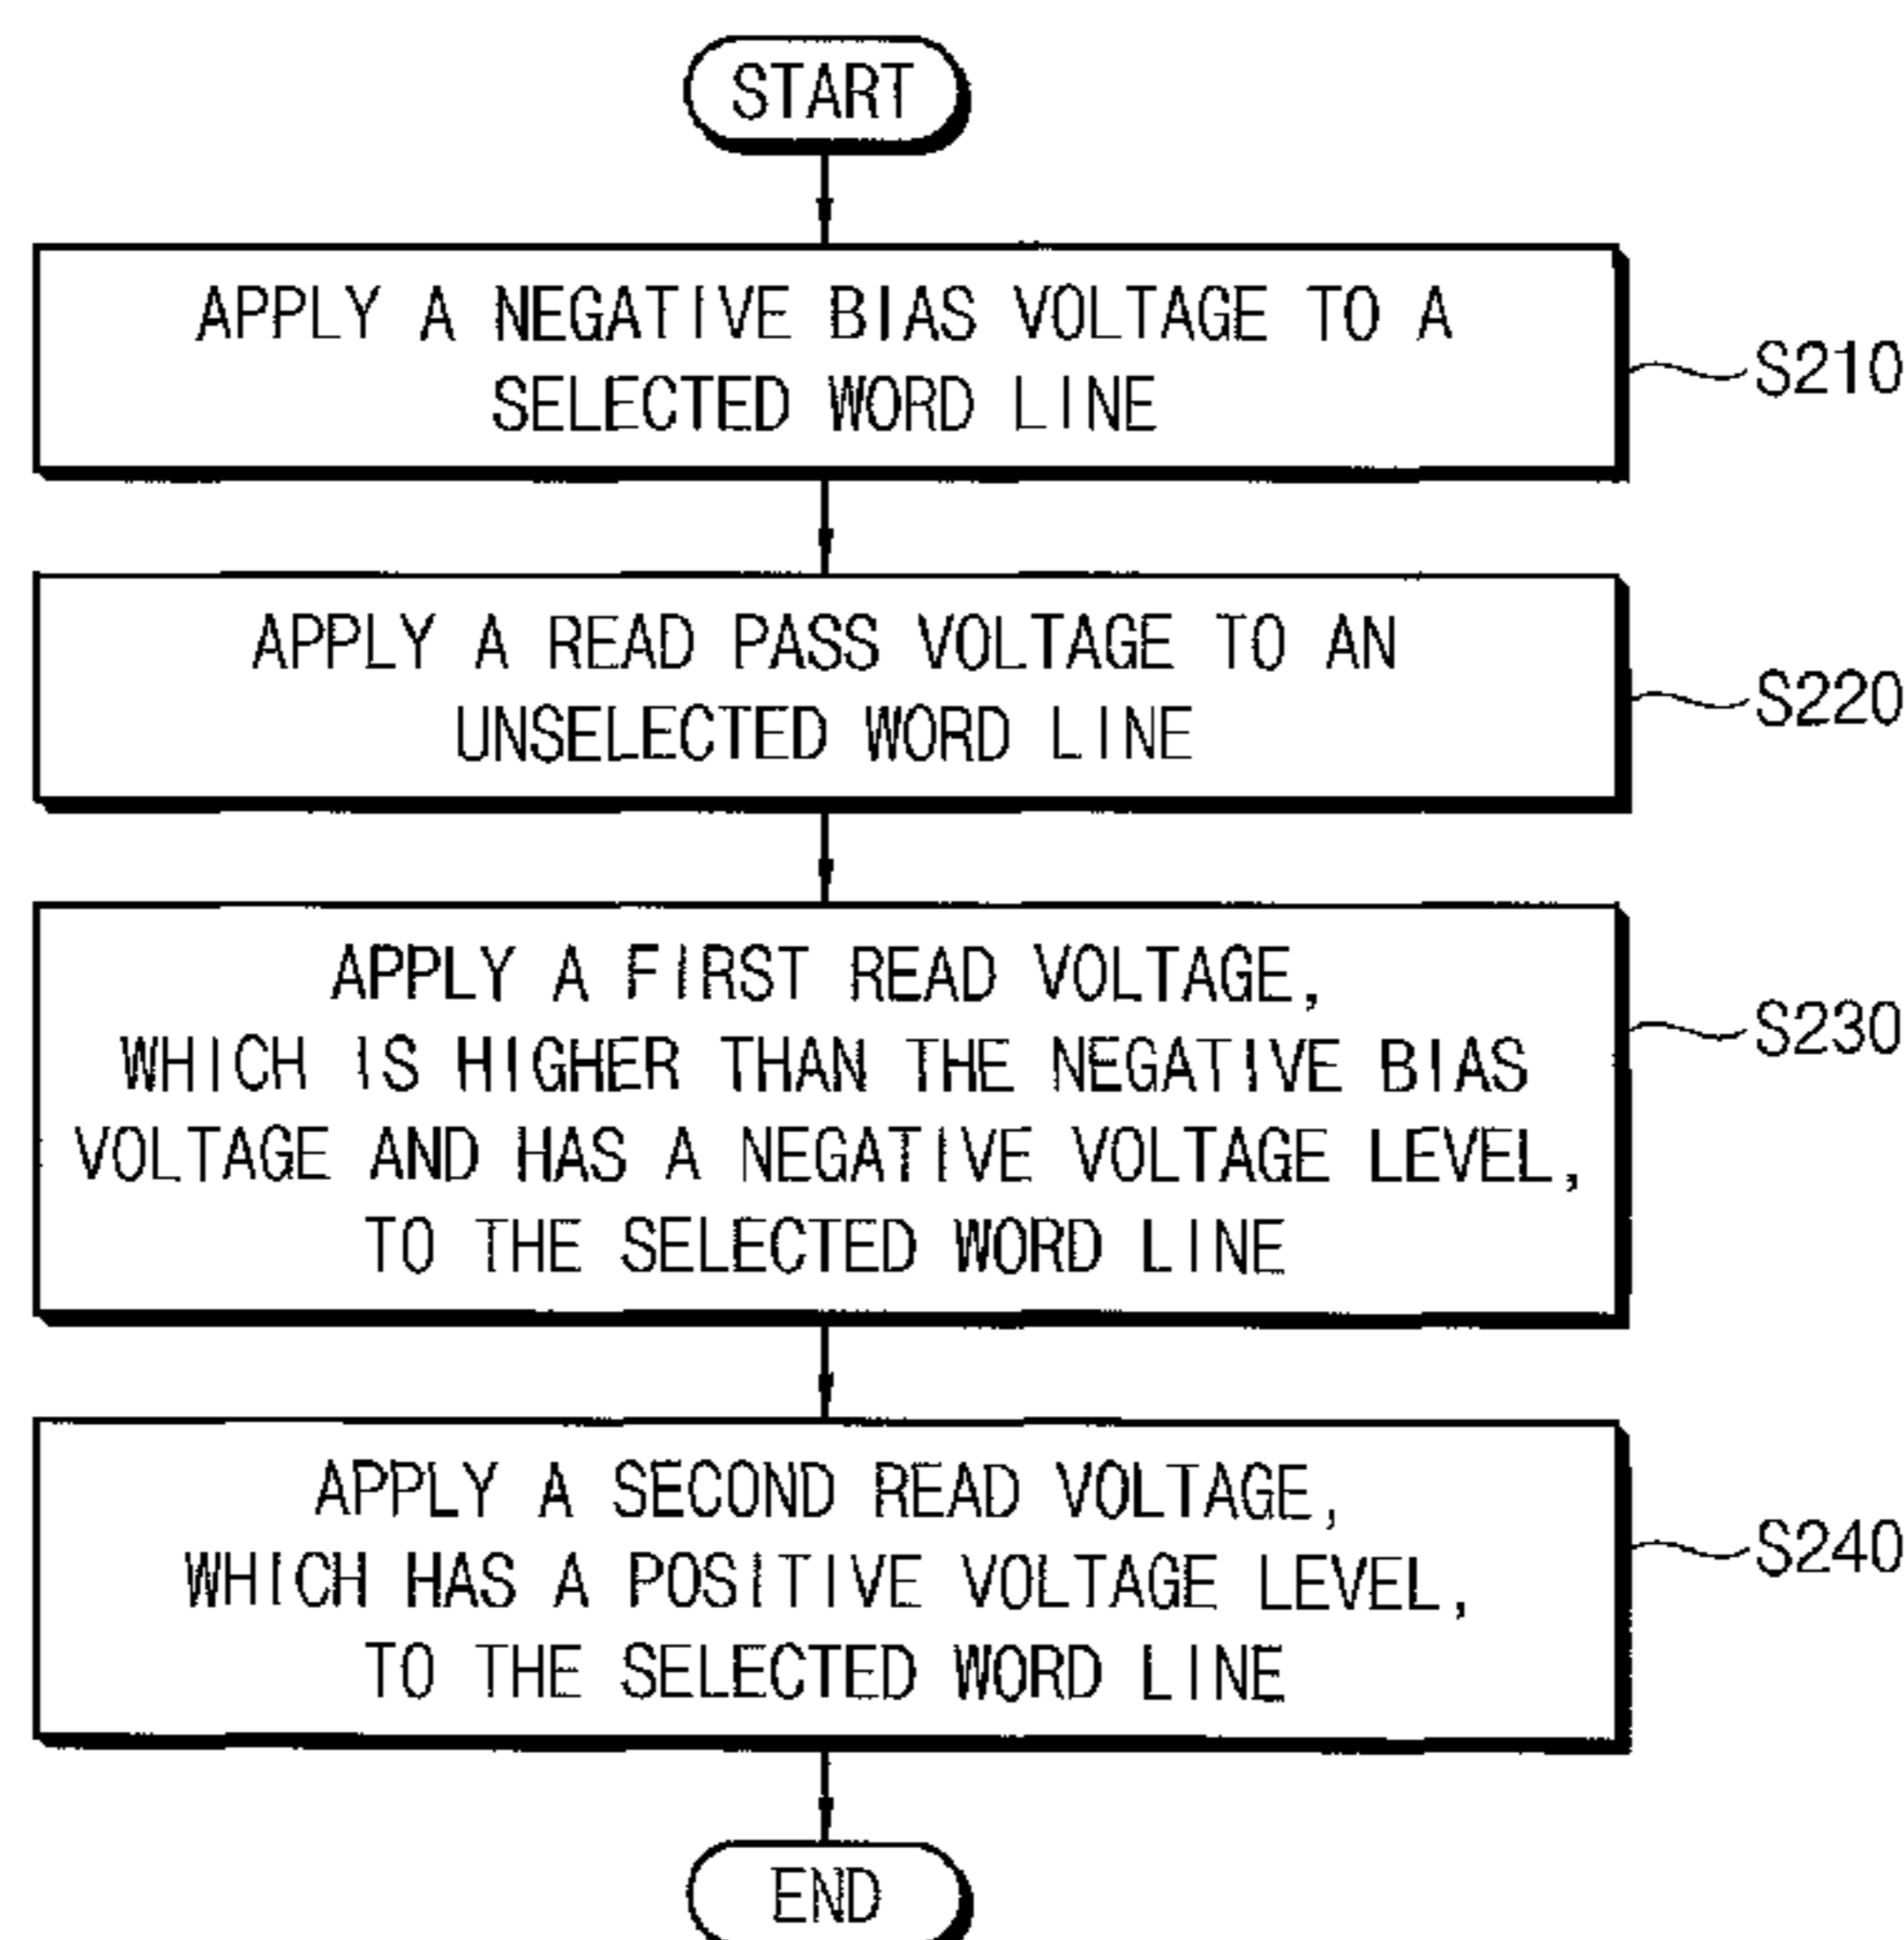 START
APPLY A NEGATIVE BIAS VOLTAGE TO A
SELECTED WORD LINE
S210
APPLY A READ PASS VOLTAGE TO AN
UNSELECTED WORD LINE
S220
APPLY A FIRST READ VOLTAGE,
WHICH IS HIGHER THAN THE NEGATIVE BIAS
VOLTAGE AND HAS A NEGATIVE VOLTAGE LEVEL,
TO THE SELECTED WORD LINE
S230
APPLY A SECOND READ VOLTAGE,
WHICH HAS A POSITIVE VOLTAGE LEVEL,
TO THE SELECTED WORD LINE
S240
END